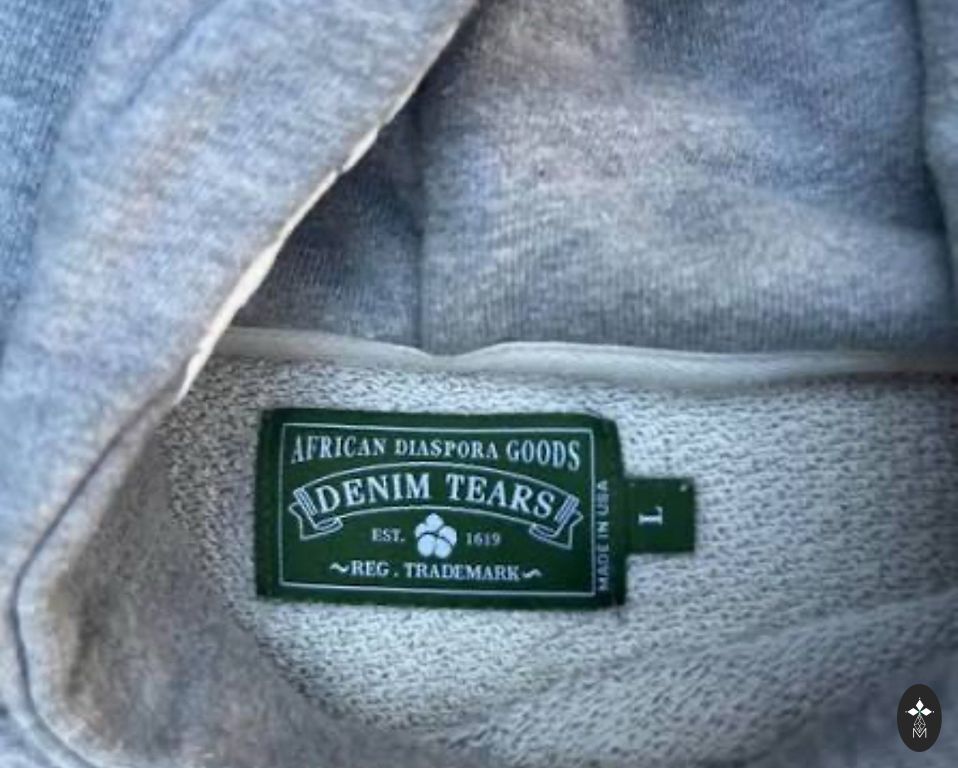 AFRICAN DIASPORA GOODS
DENIM TEARS
EST. 1619
~REG. TRADEMARK~
MADE IN USA
L
M